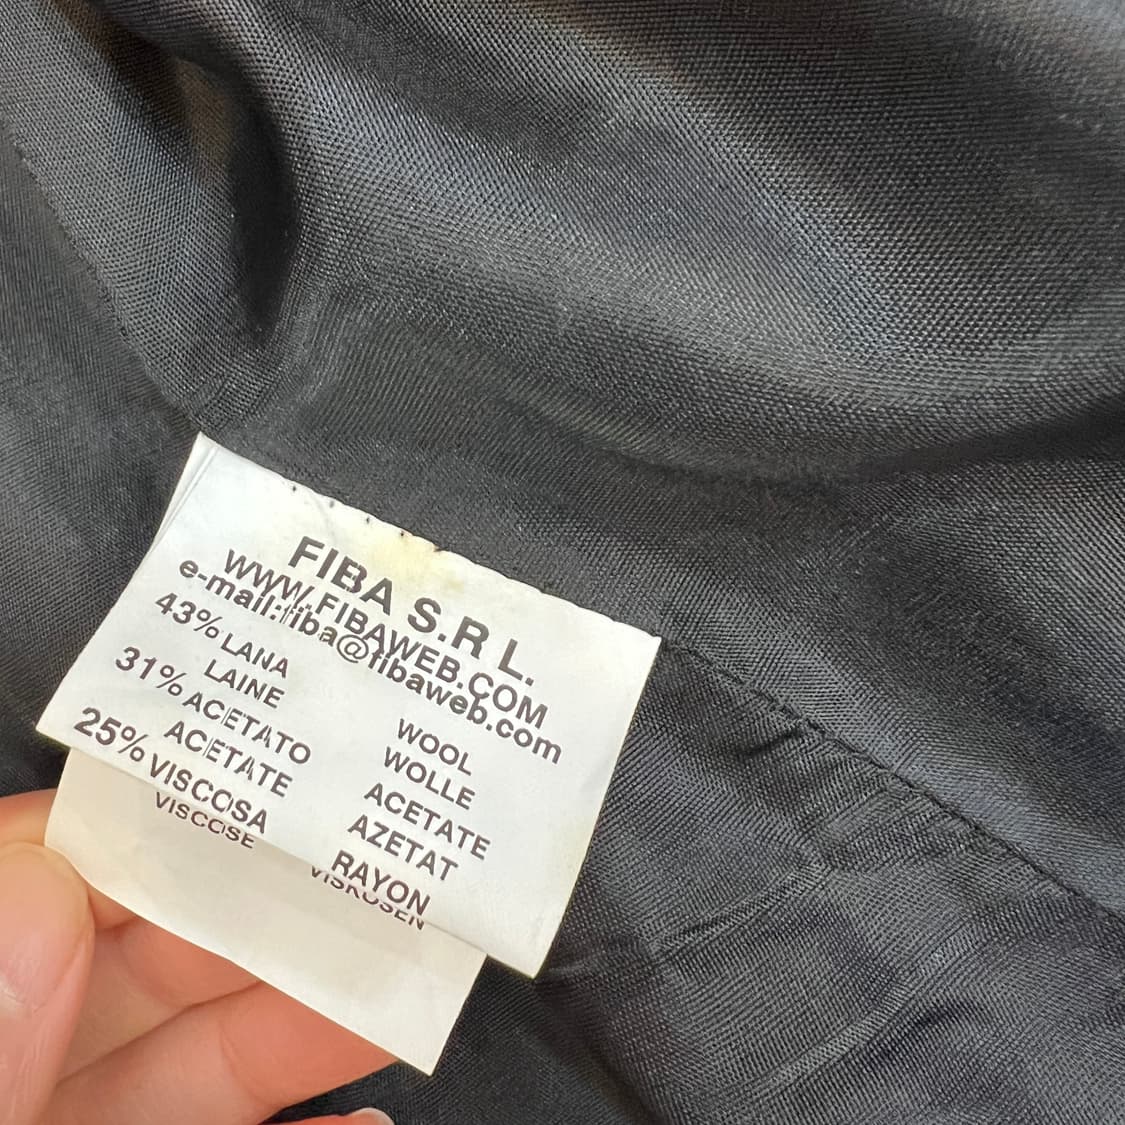 FIBA S.R L.
WWW.FIBAWEB.COM
e-mail:fiba@fibaweb.com
43% LANA WOOL
LAINE WOLLE
31% ACETATO ACETATE
ACETATE AZETAT
25% VISCOSA RAYON
VISCOSE VISKOSEN